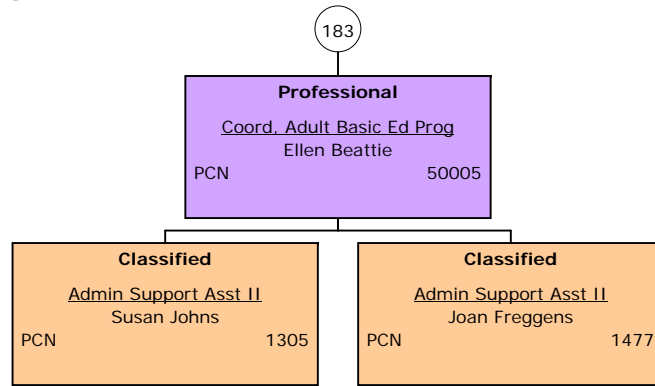 183
Professional
Coord, Adult Basic Ed Prog
Ellen Beattie
PCN 50005
Classified
Admin Support Asst II
Susan Johns
PCN 1305
Classified
Admin Support Asst II
Joan Freggens
PCN 1477